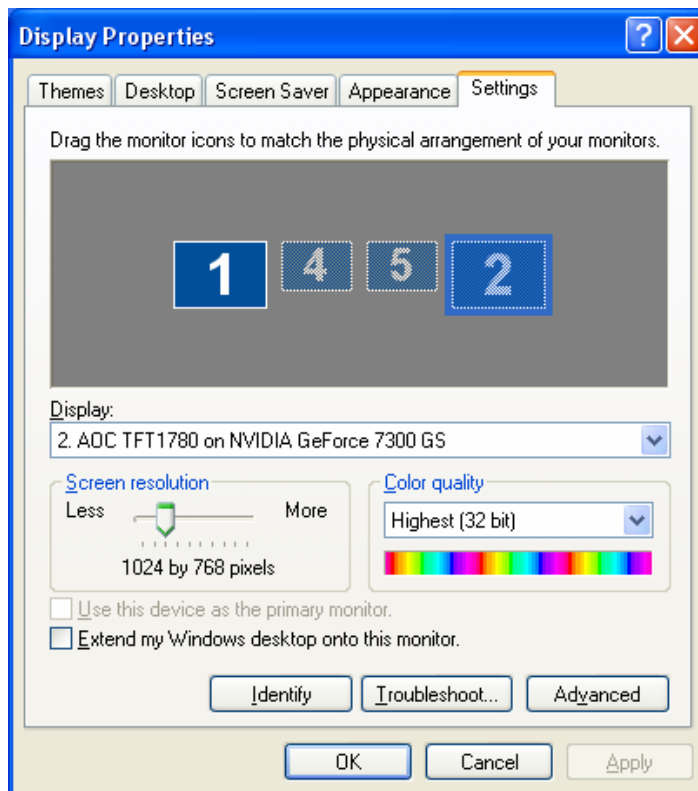 Display Properties
Themes Desktop Screen Saver Appearance Settings
Drag the monitor icons to match the physical arrangement of your monitors.
1 4 5 2
Display:
2. AOC TFT1780 on NVIDIA GeForce 7300 GS
Screen resolution
Less More
1024 by 768 pixels
Color quality
Highest (32 bit)
Use this device as the primary monitor.
Extend my Windows desktop onto this monitor.
Identify Troubleshoot... Advanced
OK Cancel Apply